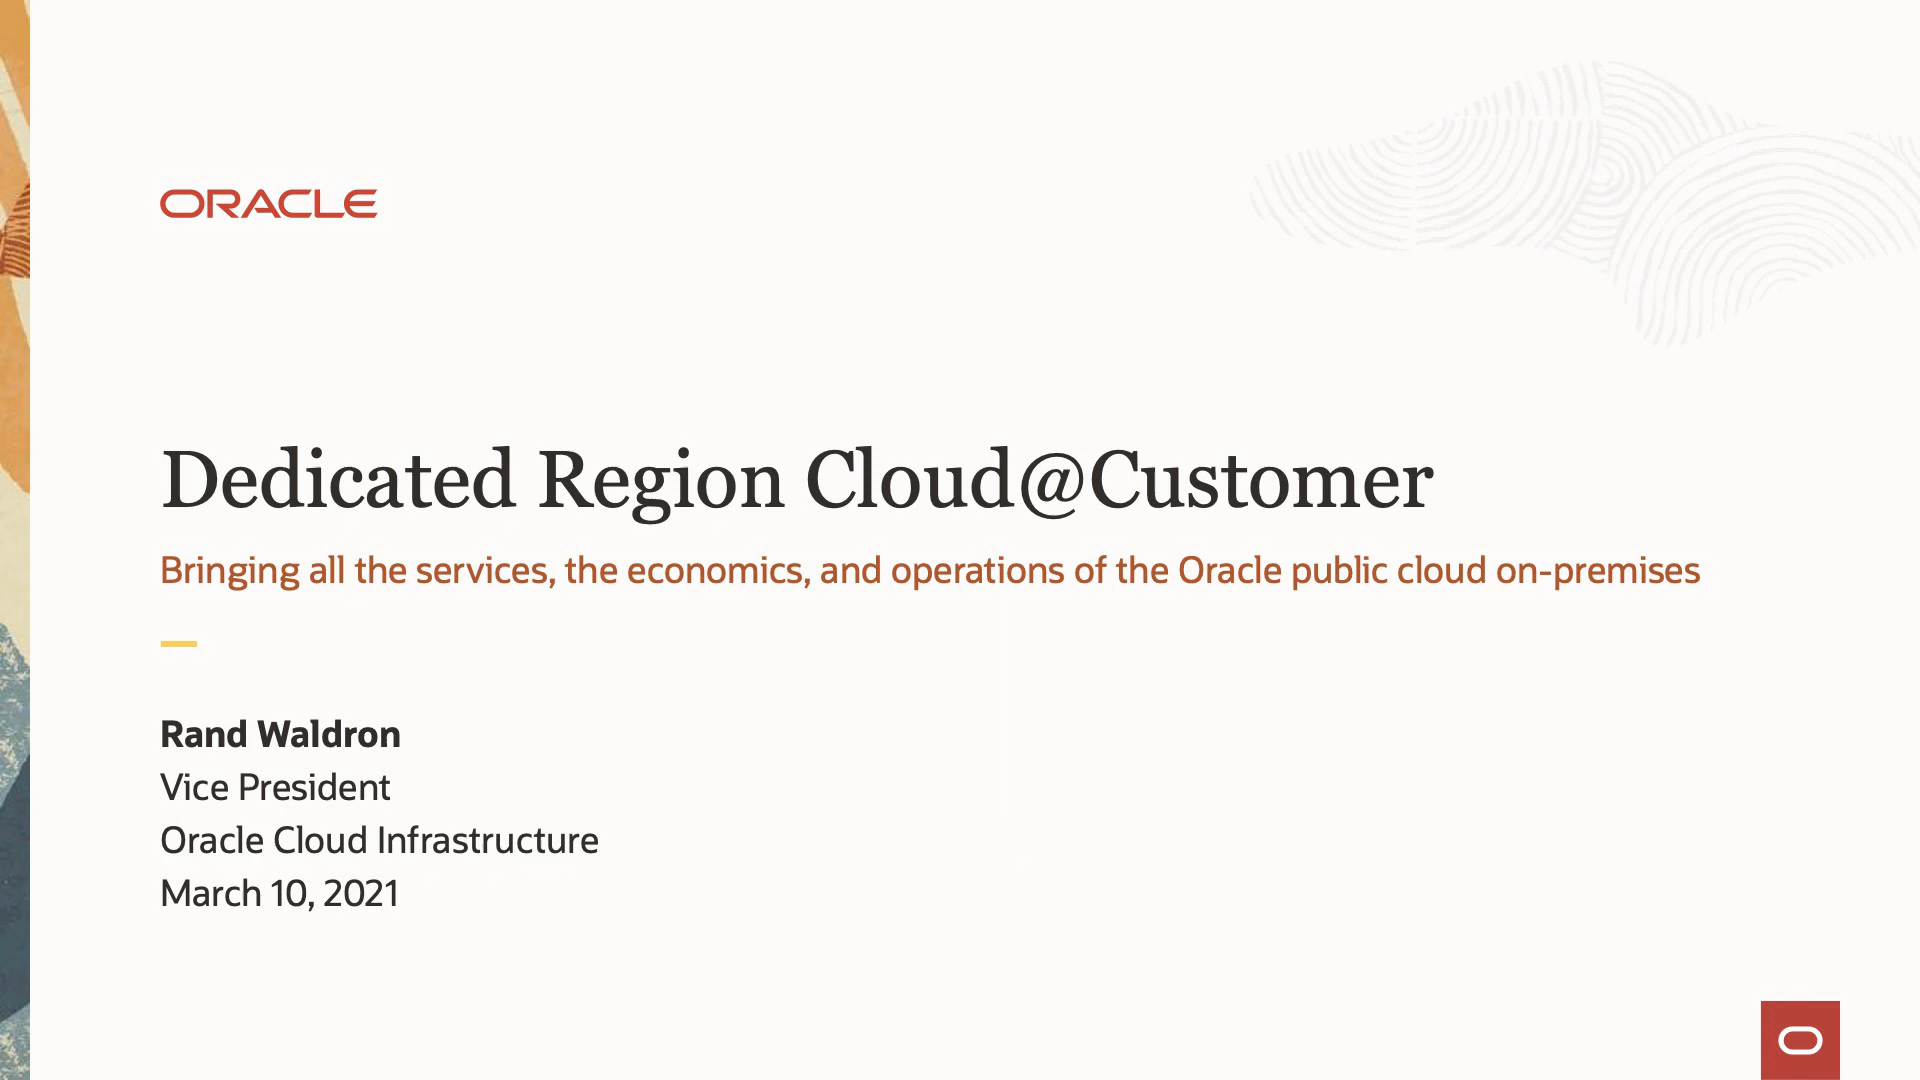 ORACLE
Dedicated Region Cloud@Customer
Bringing all the services, the economics, and operations of the Oracle public cloud on-premises
Rand Waldron
Vice President
Oracle Cloud Infrastructure
March 10, 2021